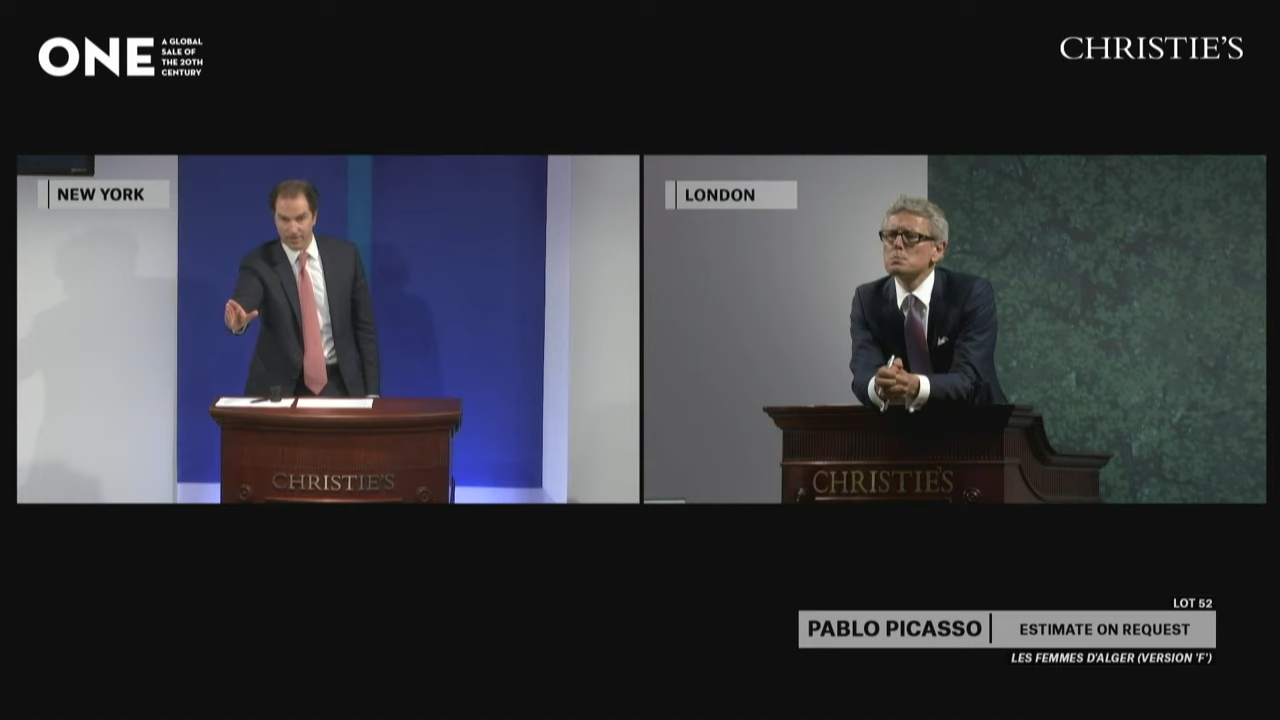 ONE
A GLOBAL
SALE OF
THE 20TH
CENTURY
CHRISTIE'S
NEW YORK
LONDON
CHRISTIE'S
CHRISTIE'S
LOT 52
PABLO PICASSO
ESTIMATE ON REQUEST
LES FEMMES D'ALGER (VERSION 'F')